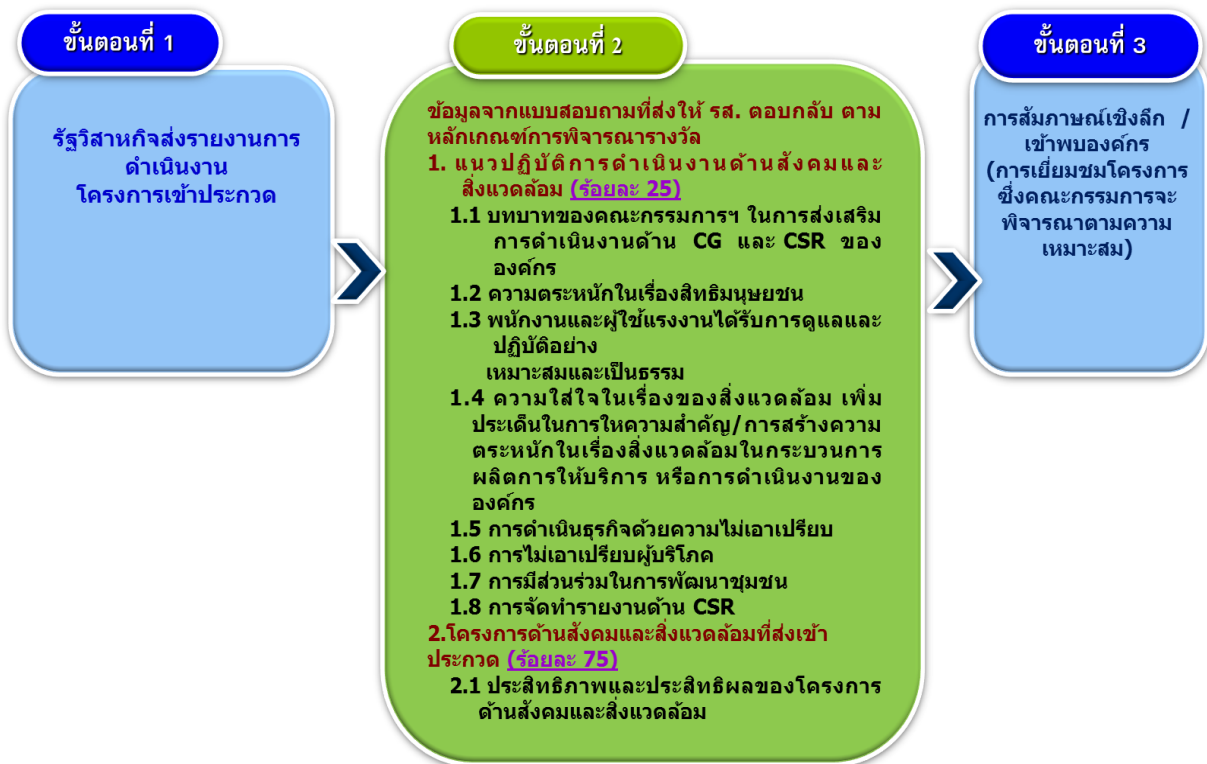 ขั้นตอนที่ 1
รัฐวิสาหกิจส่งรายงานการ
ดำเนินงาน
โครงการเข้าประกวด
ขั้นตอนที่ 2
ข้อมูลจากแบบสอบถามที่ส่งให้ รส. ตอบกลับ ตาม
หลักเกณฑ์การพิจารณารางวัล
1. แนวปฏิบัติการดำเนินงานด้านสังคมและ
สิ่งแวดล้อม (ร้อยละ 25)
1.1 บทบาทของคณะกรรมการฯ ในการส่งเสริม
การดำเนินงานด้าน CG และ CSR ของ
องค์กร
1.2 ความตระหนักในเรื่องสิทธิมนุษยชน
1.3 พนักงานและผู้ใช้แรงงานได้รับการดูแลและ
ปฏิบัติอย่าง
เหมาะสมและเป็นธรรม
1.4 ความใส่ใจในเรื่องของสิ่งแวดล้อม เพิ่ม
ประเด็นในการใหความสำคัญ/การสร้างความ
ตระหนักในเรื่องสิ่งแวดล้อมในกระบวนการ
ผลิตการให้บริการ หรือการดำเนินงานของ
องค์กร
1.5 การดำเนินธุรกิจด้วยความไม่เอาเปรียบ
1.6 การไม่เอาเปรียบผู้บริโภค
1.7 การมีส่วนร่วมในการพัฒนาชุมชน
1.8 การจัดทำรายงานด้าน CSR
2.โครงการด้านสังคมและสิ่งแวดล้อมที่ส่งเข้า
ประกวด (ร้อยละ 75)
2.1 ประสิทธิภาพและประสิทธิผลของโครงการ
ด้านสังคมและสิ่งแวดล้อม
ขั้นตอนที่ 3
การสัมภาษณ์เชิงลึก /
เข้าพบองค์กร
(การเยี่ยมชมโครงการ
ซึ่งคณะกรรมการจะ
พิจารณาตามความ
เหมาะสม)